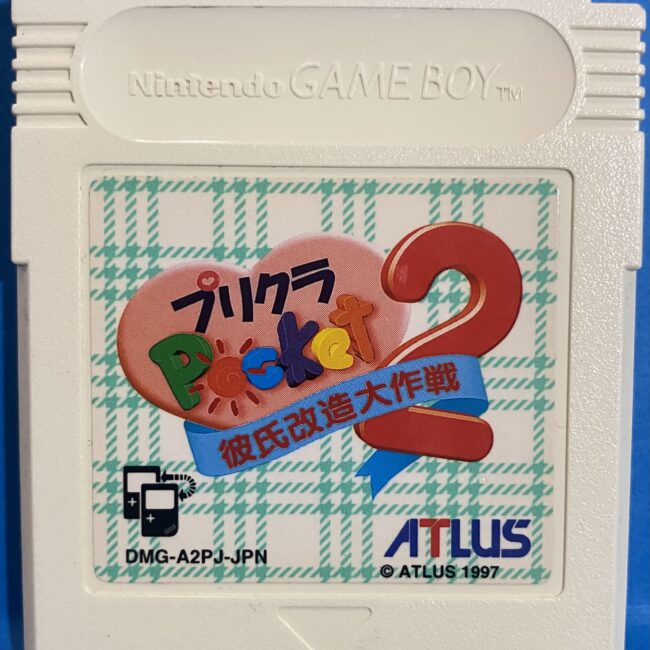 Nintendo GAME BOY™
プリクラ
Pocket
2
彼氏改造大作戦
DMG-A2PJ-JPN
ATLUS
© ATLUS 1997